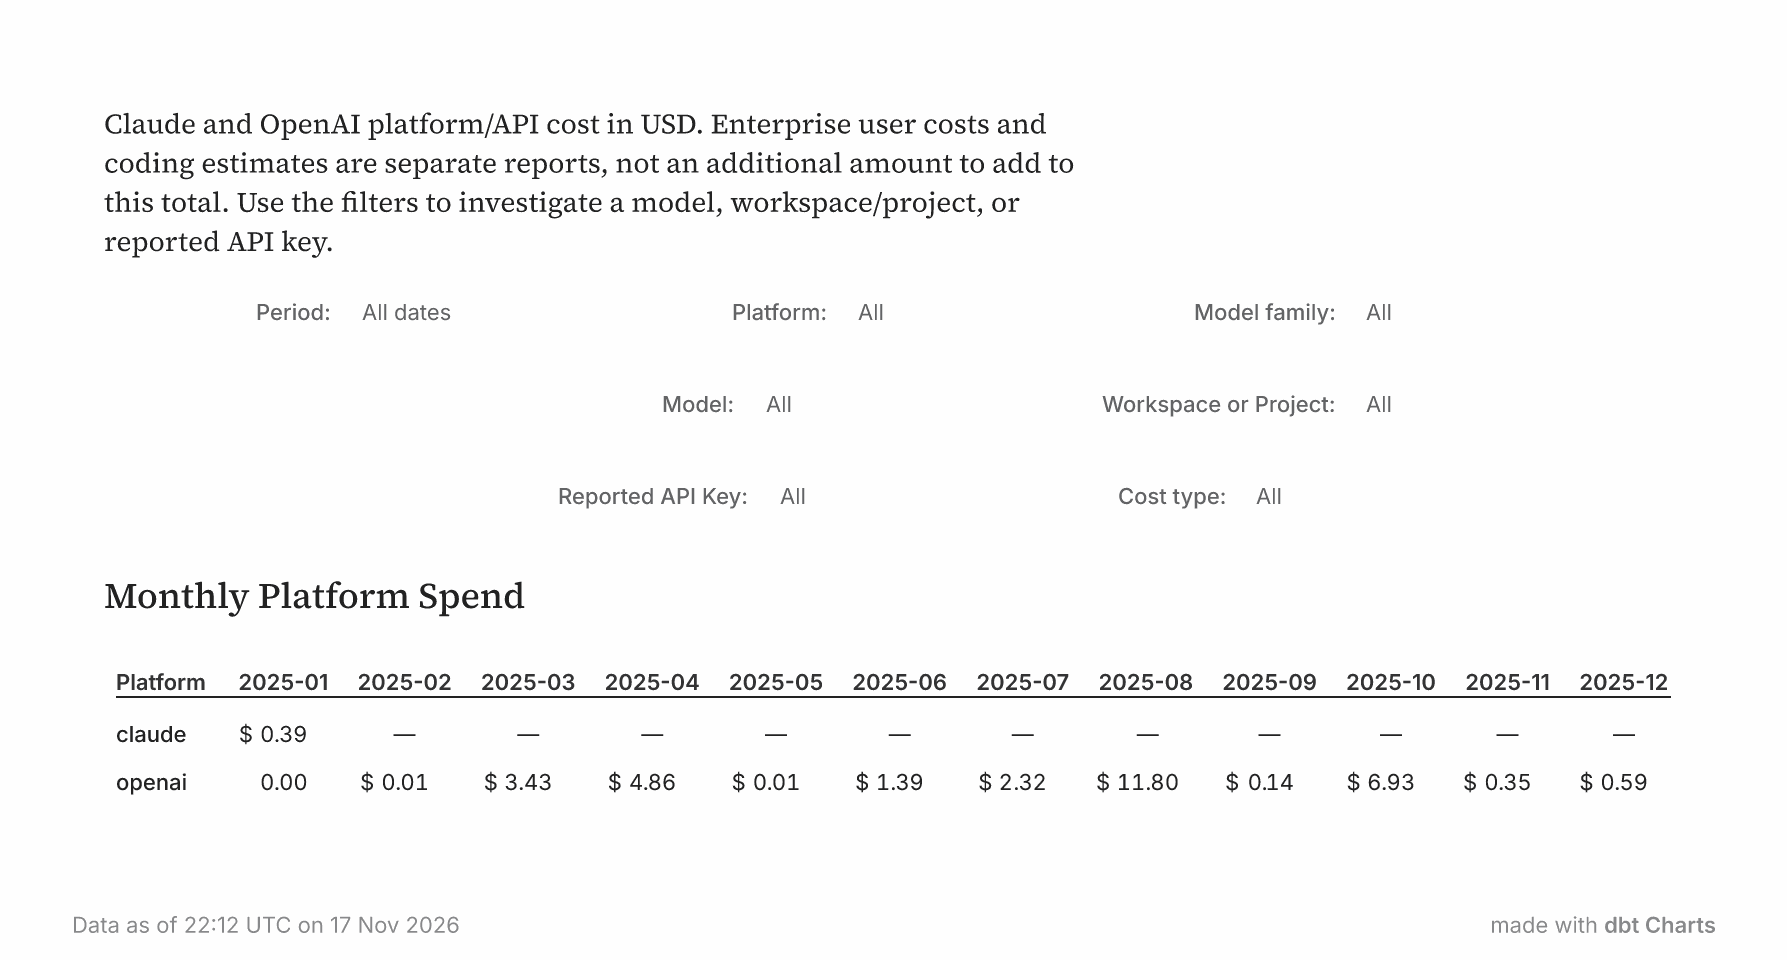 Claude and OpenAI platform/API cost in USD. Enterprise user costs and
coding estimates are separate reports, not an additional amount to add to
this total. Use the filters to investigate a model, workspace/project, or
reported API key.
Period: All dates Platform: All Model family: All
Model: All Workspace or Project: All
Reported API Key: All Cost type: All
Monthly Platform Spend
Platform 2025-01 2025-02 2025-03 2025-04 2025-05 2025-06 2025-07 2025-08 2025-09 2025-10 2025-11 2025-12
claude $ 0.39 — — — — — — — — — — —
openai 0.00 $ 0.01 $ 3.43 $ 4.86 $ 0.01 $ 1.39 $ 2.32 $ 11.80 $ 0.14 $ 6.93 $ 0.35 $ 0.59
Data as of 22:12 UTC on 17 Nov 2026 made with dbt Charts